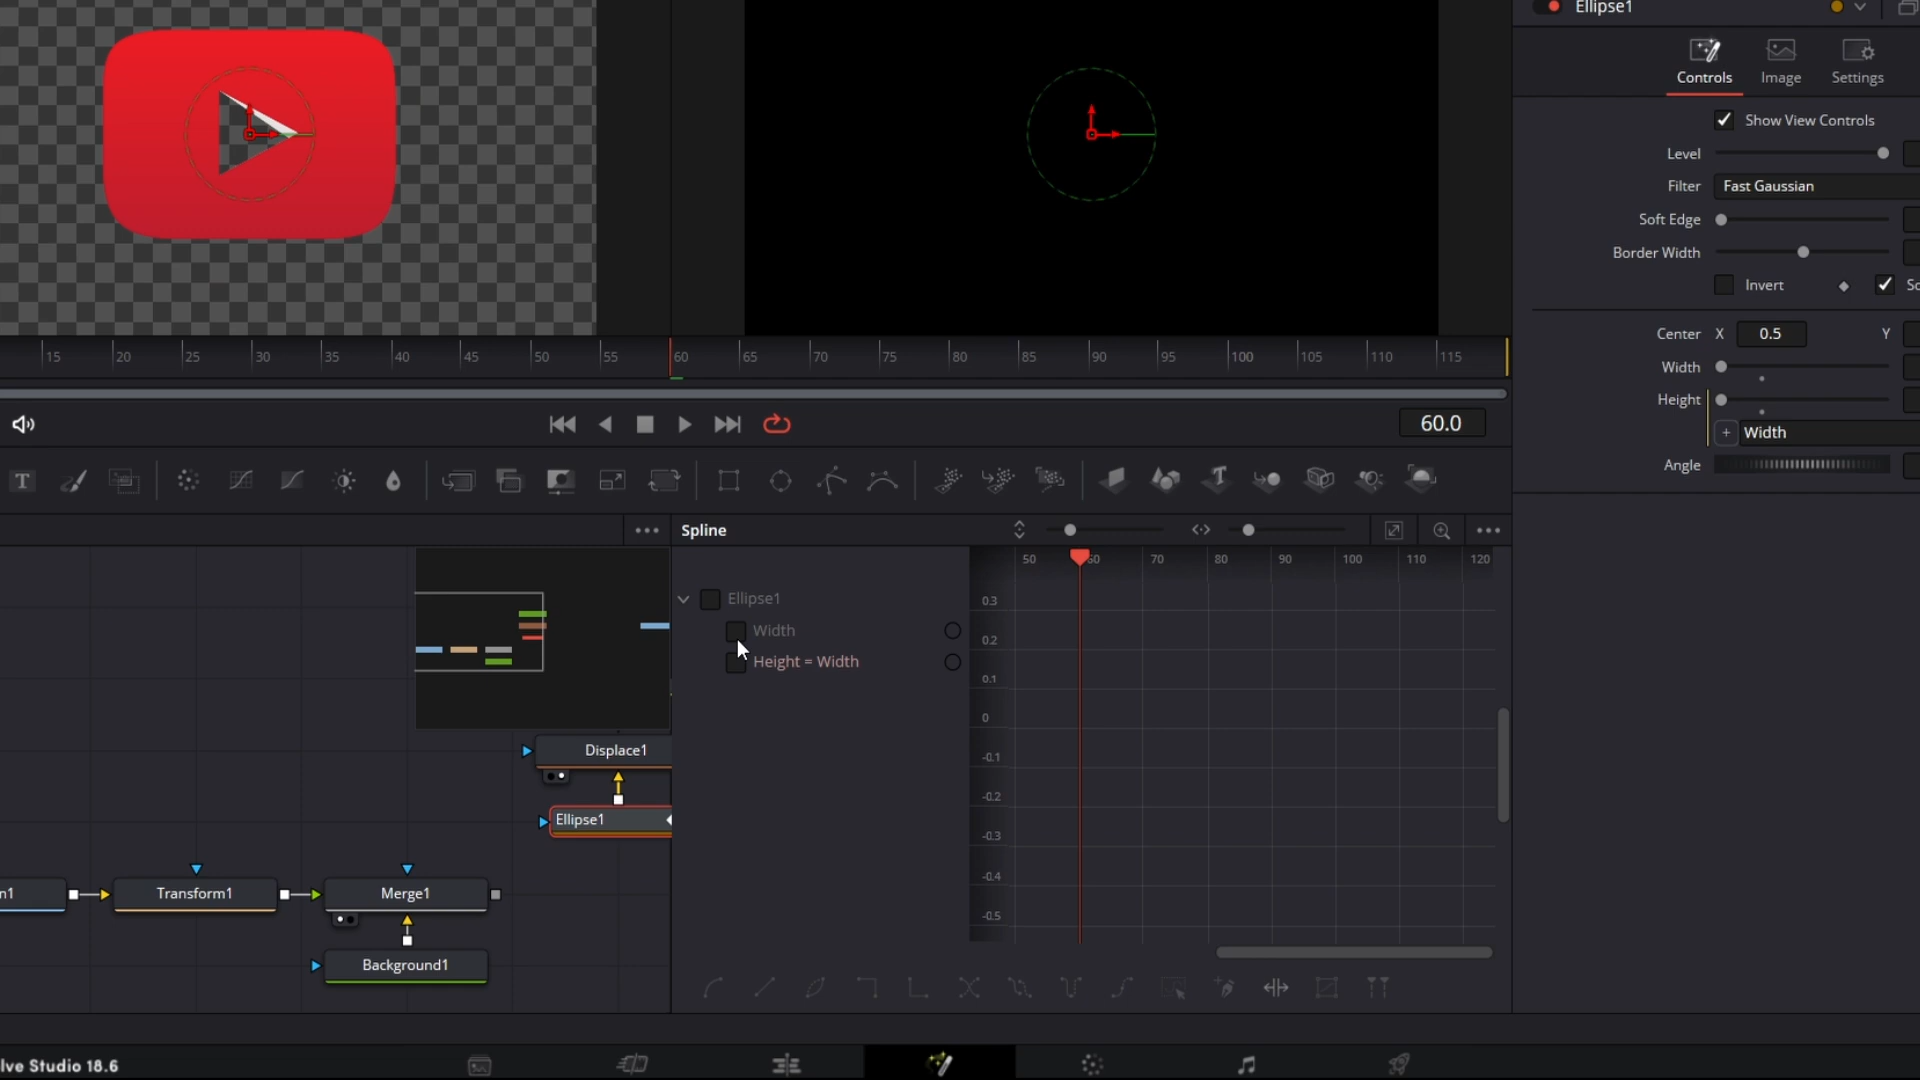 Ellipse1
Controls
Image
Settings
Show View Controls
Level
Filter Fast Gaussian
Soft Edge
Border Width
Invert
Center X 0.5 Y
Width
Height
+ Width
Angle
15 20 25 30 35 40 45 50 55 60 65 70 75 80 85 90 95 100 105 110 115
60.0
T
Spline
50 60 70 80 90 100 110 120
Ellipse1
Width
Height = Width
0.3
0.2
0.1
0
-0.1
-0.2
-0.3
-0.4
-0.5
Displace1
Ellipse1
n1
Transform1
Merge1
Background1
lve Studio 18.6